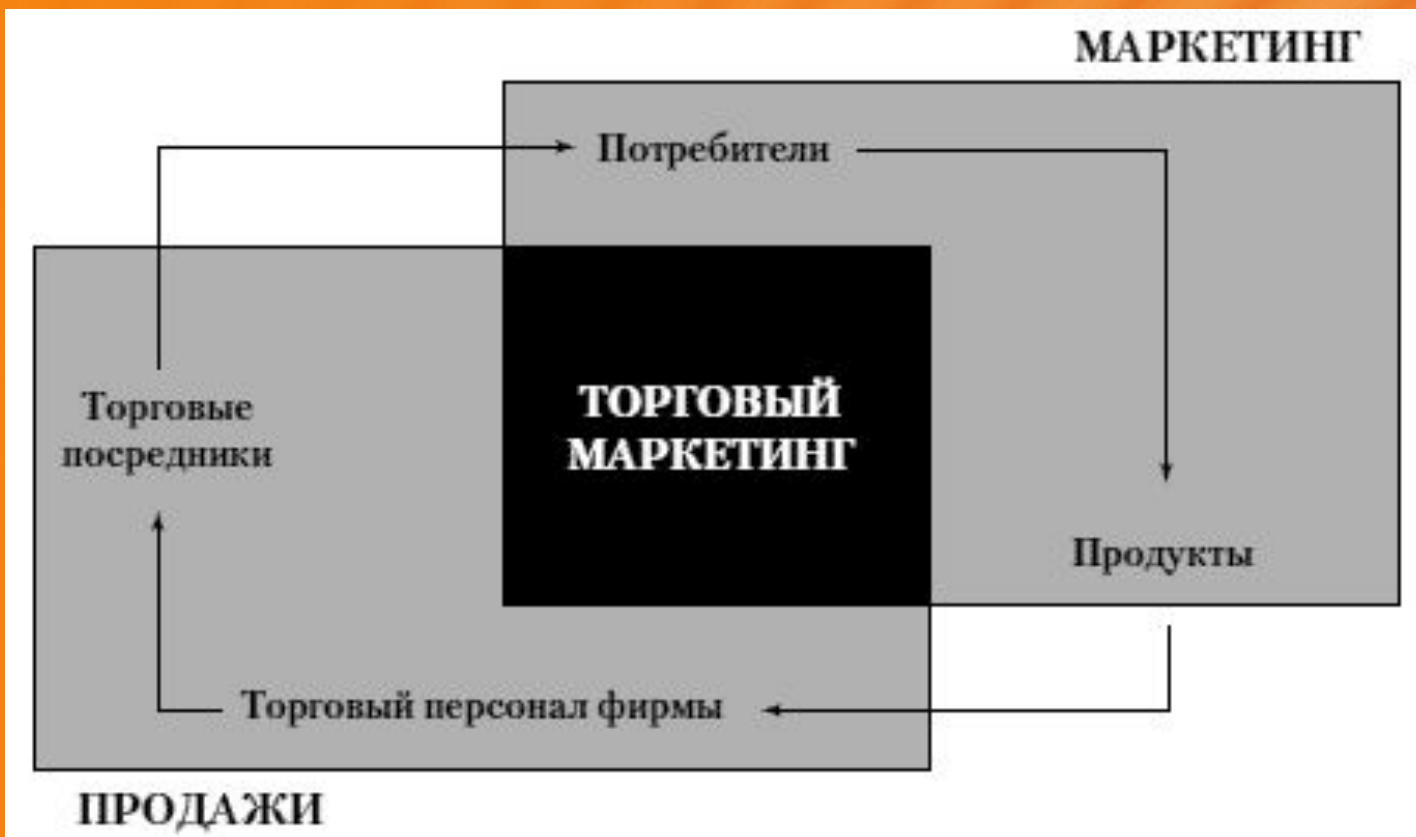 МАРКЕТИНГ
Потребители
Торговые
посредники
ТОРГОВЫЙ
МАРКЕТИНГ
Продукты
Торговый персонал фирмы
ПРОДАЖИ